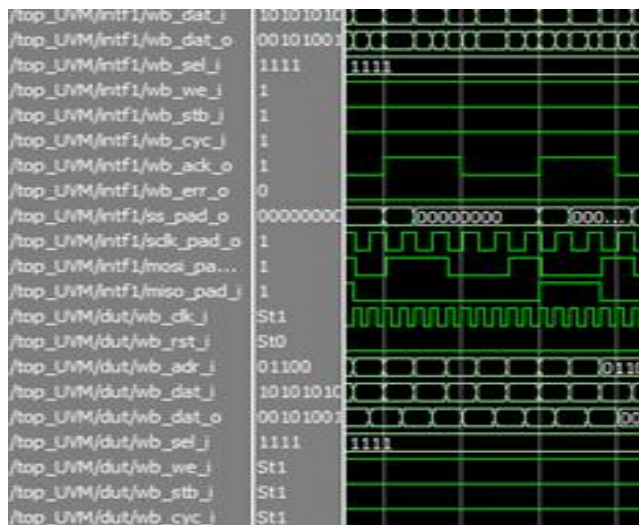 /top_UVM/intf1/wb_dat_i 10101010
/top_UVM/intf1/wb_dat_o 00101001
/top_UVM/intf1/wb_sel_i 1111 1111
/top_UVM/intf1/wb_we_i 1
/top_UVM/intf1/wb_stb_i 1
/top_UVM/intf1/wb_cyc_i 1
/top_UVM/intf1/wb_ack_o 1
/top_UVM/intf1/wb_err_o 0
/top_UVM/intf1/ss_pad_o 00000000 00000000 000...
/top_UVM/intf1/sclk_pad_o 1
/top_UVM/intf1/mosi_pa... 1
/top_UVM/intf1/miso_pad_i 1
/top_UVM/dut/wb_clk_i St1
/top_UVM/dut/wb_rst_i St0
/top_UVM/dut/wb_adr_i 01100 0110
/top_UVM/dut/wb_dat_i 10101010
/top_UVM/dut/wb_dat_o 00101001 00
/top_UVM/dut/wb_sel_i 1111 1111
/top_UVM/dut/wb_we_i St1
/top_UVM/dut/wb_stb_i St1
/top_UVM/dut/wb_cyc_i St1